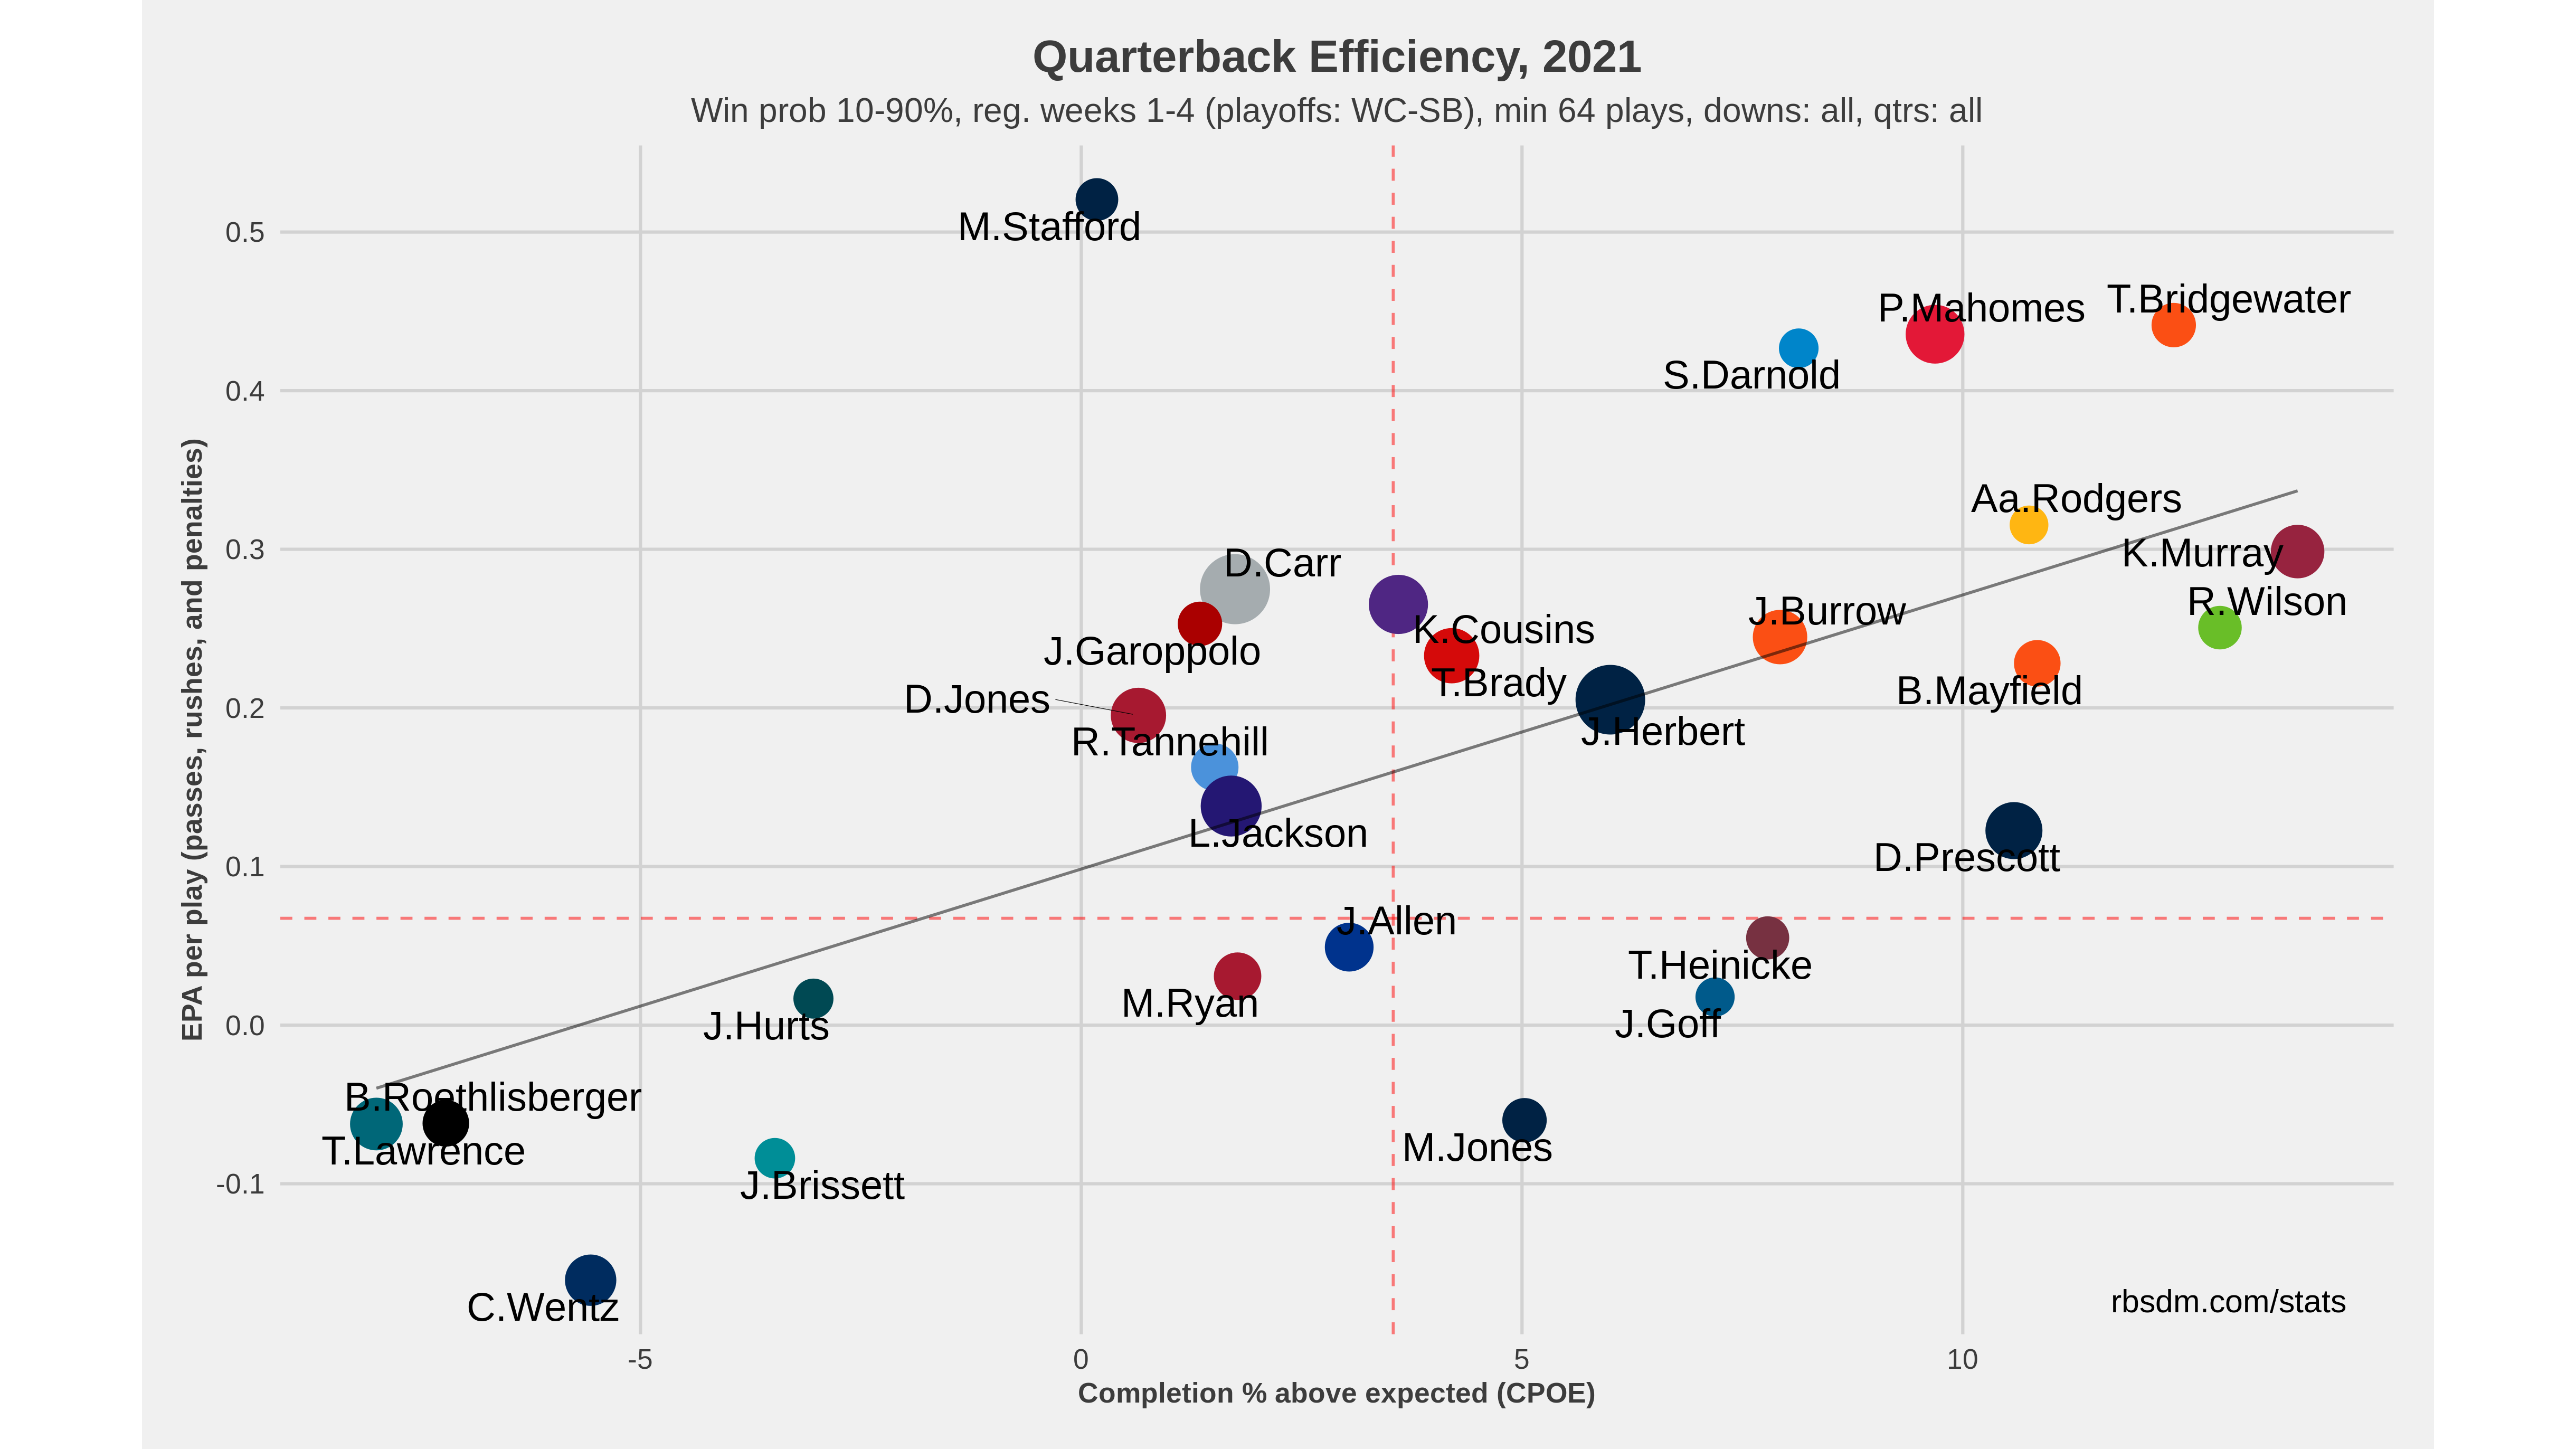 Quarterback Efficiency, 2021
Win prob 10-90%, reg. weeks 1-4 (playoffs: WC-SB), min 64 plays, downs: all, qtrs: all
EPA per play (passes, rushes, and penalties)
0.5
0.4
0.3
0.2
0.1
0.0
-0.1
M.Stafford
P.Mahomes
T.Bridgewater
S.Darnold
Aa.Rodgers
K.Murray
D.Carr
R.Wilson
J.Burrow
K.Cousins
J.Garoppolo
T.Brady
B.Mayfield
D.Jones
J.Herbert
R.Tannehill
L.Jackson
D.Prescott
J.Allen
T.Heinicke
M.Ryan
J.Goff
J.Hurts
B.Roethlisberger
T.Lawrence
M.Jones
J.Brissett
C.Wentz
rbsdm.com/stats
-5
0
5
10
Completion % above expected (CPOE)